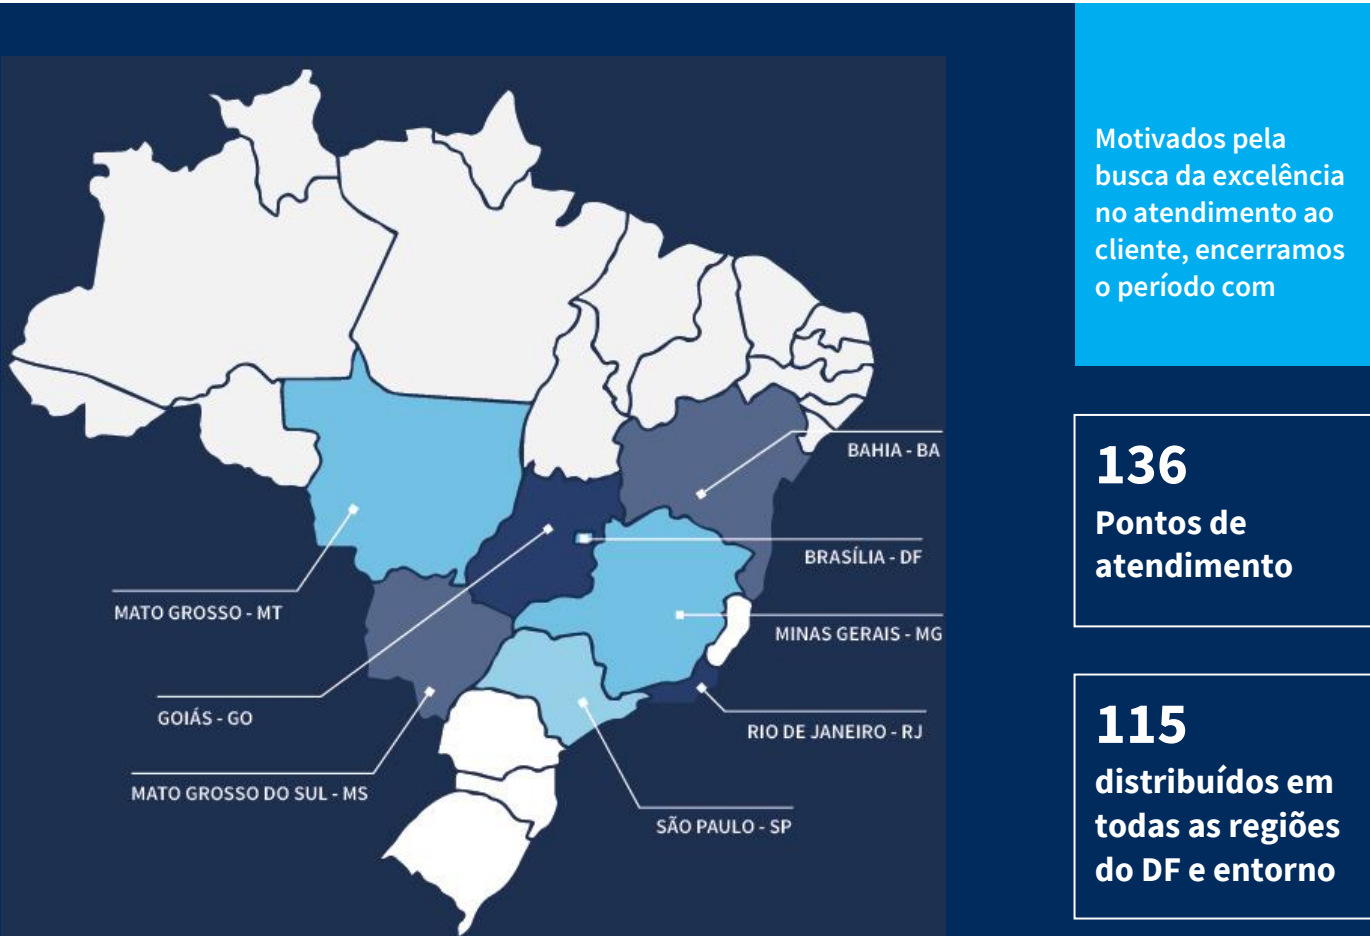 BAHIA - BA
BRASÍLIA - DF
MATO GROSSO - MT
MINAS GERAIS - MG
GOIÁS - GO
RIO DE JANEIRO - RJ
MATO GROSSO DO SUL - MS
SÃO PAULO - SP
Motivados pela
busca da excelência
no atendimento ao
cliente, encerramos
o período com
136
Pontos de
atendimento
115
distribuídos em
todas as regiões
do DF e entorno